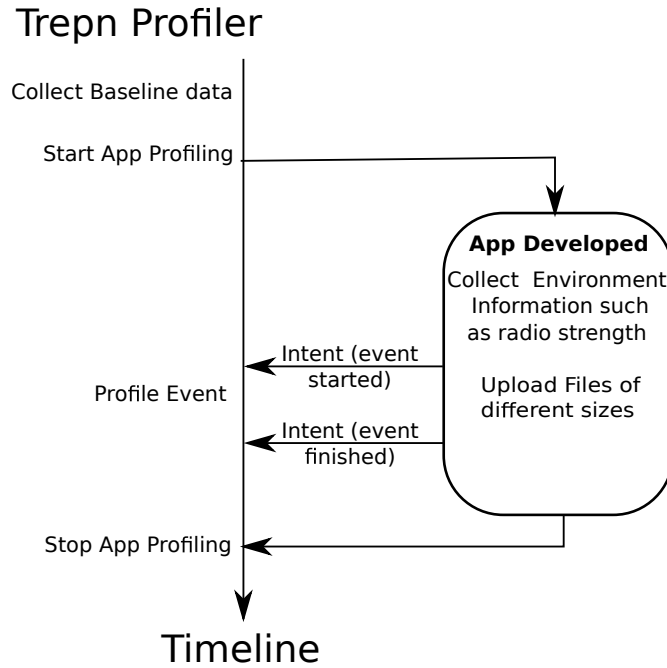 Trepn Profiler
Collect Baseline data
Start App Profiling
App Developed
Collect Environment
Information such
as radio strength
Intent (event
started)
Profile Event
Upload Files of
different sizes
Intent (event
finished)
Stop App Profiling
Timeline